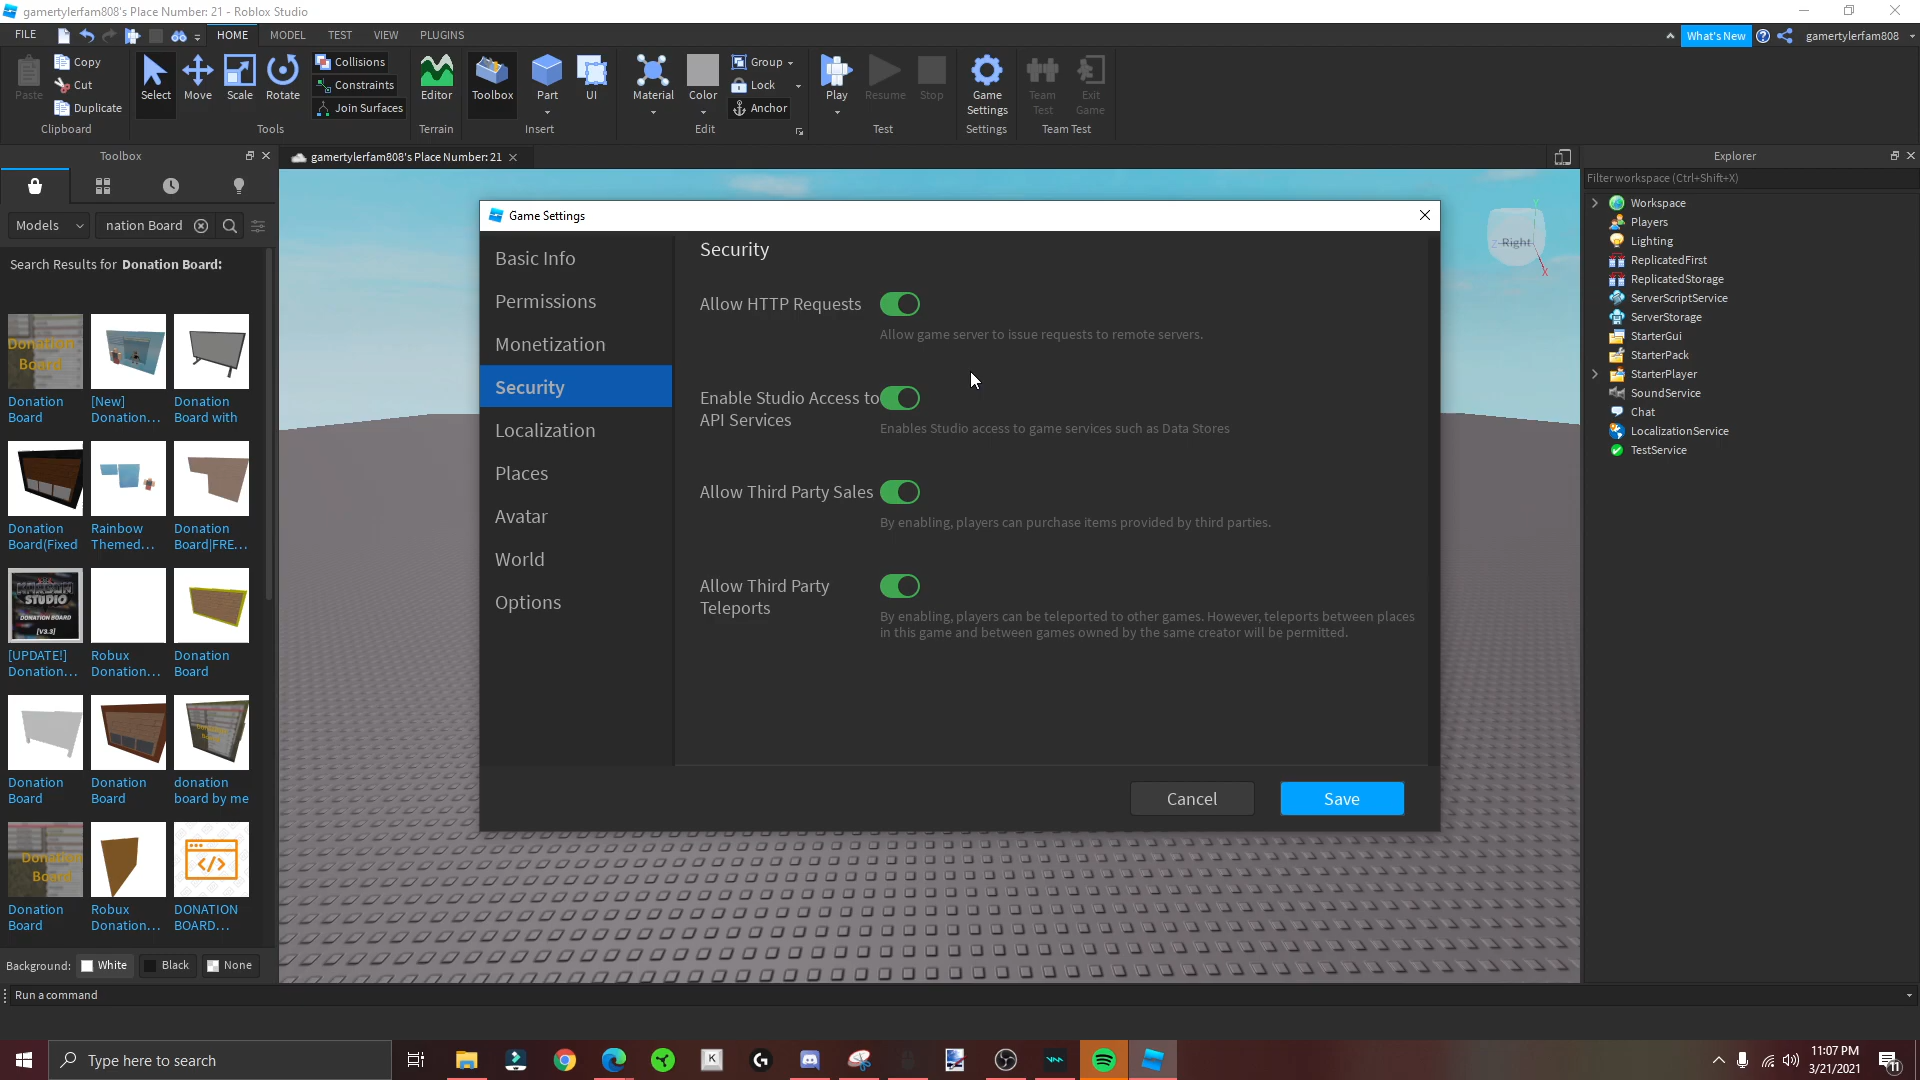 gamertylerfam808's Place Number: 21 - Roblox Studio
FILE
HOME
MODEL
TEST
VIEW
PLUGINS
What's New
gamertylerfam808
Paste
Copy
Cut
Duplicate
Clipboard
Select
Move
Scale
Rotate
Collisions
Constraints
Join Surfaces
Tools
Editor
Terrain
Toolbox
Part
UI
Insert
Material
Color
Group
Lock
Anchor
Edit
Play
Resume
Stop
Test
Game
Settings
Settings
Team
Test
Exit
Game
Team Test
Toolbox
gamertylerfam808's Place Number: 21
Explorer
Filter workspace (Ctrl+Shift+X)
Models
nation Board
Search Results for Donation Board:
Donation
Board
Donation
Board
[New]
Donation...
Donation
Board with
Donation
Board(Fixed
Rainbow
Themed...
Donation
Board|FRE...
STUDIO
DONATION BOARD
[V3.3]
[UPDATE!]
Donation...
Robux
Donation...
Donation
Board
Donation
Board
Donation
Board
donation
board by me
Donation
Board
Donation
Board
Robux
Donation...
DONATION
BOARD...
Background:
White
Black
None
Run a command
Game Settings
Basic Info
Permissions
Monetization
Security
Localization
Places
Avatar
World
Options
Security
Allow HTTP Requests
Allow game server to issue requests to remote servers.
Enable Studio Access to
API Services
Enables Studio access to game services such as Data Stores
Allow Third Party Sales
By enabling, players can purchase items provided by third parties.
Allow Third Party
Teleports
By enabling, players can be teleported to other games. However, teleports between places
in this game and between games owned by the same creator will be permitted.
Cancel
Save
Right
Z
X
Workspace
Players
Lighting
ReplicatedFirst
ReplicatedStorage
ServerScriptService
ServerStorage
StarterGui
StarterPack
StarterPlayer
SoundService
Chat
LocalizationService
TestService
Type here to search
11:07 PM
3/21/2021
11